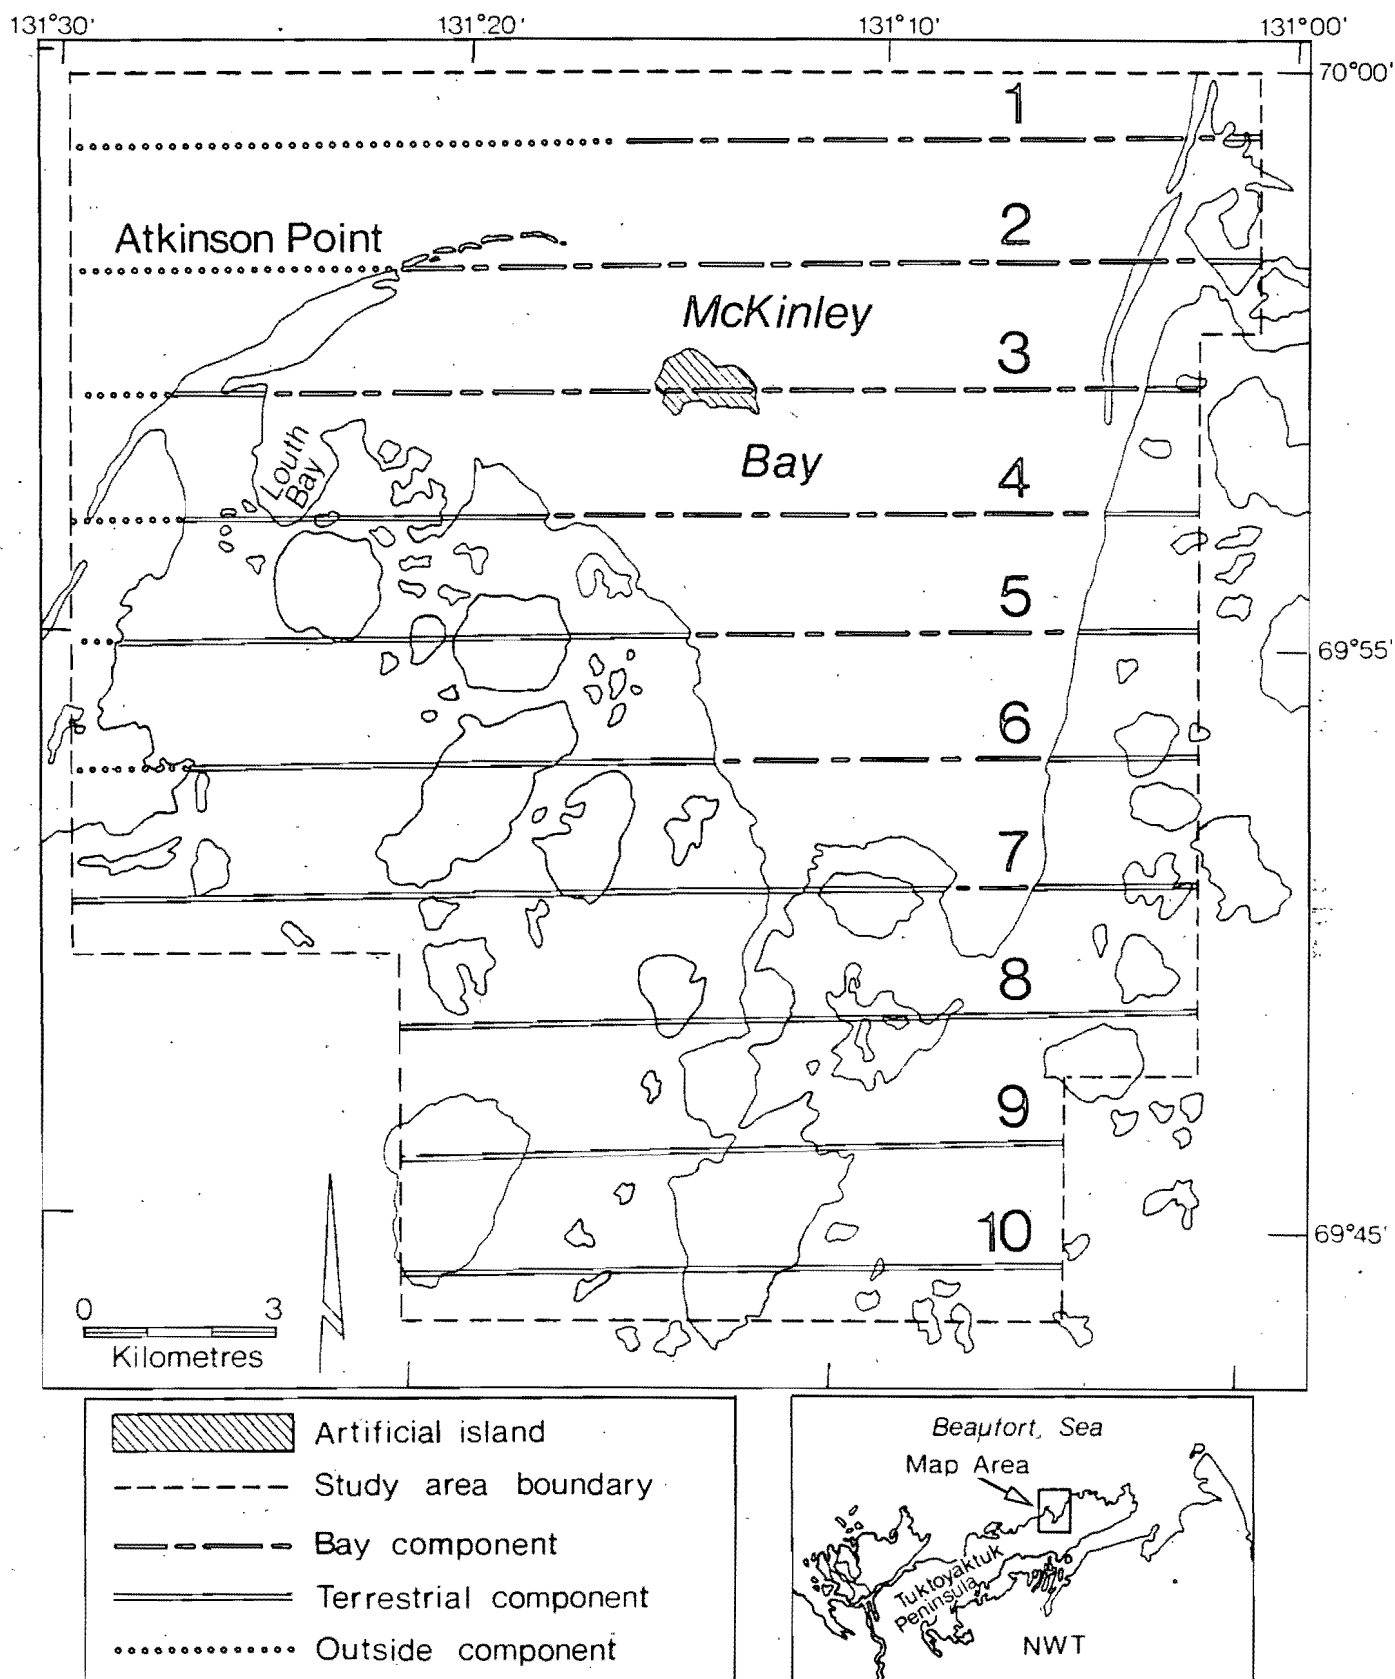 131°30' 131°20' 131°10' 131°00'
70°00'
1
2
Atkinson Point
McKinley
3
Bay
Louth
Bay
4
5
69°55'
6
7
8
9
10
69°45'
0 3
Kilometres
Artificial island
Study area boundary
Bay component
Terrestrial component
Outside component
Beaufort Sea
Map Area
Tuktoyaktuk
Peninsula
NWT